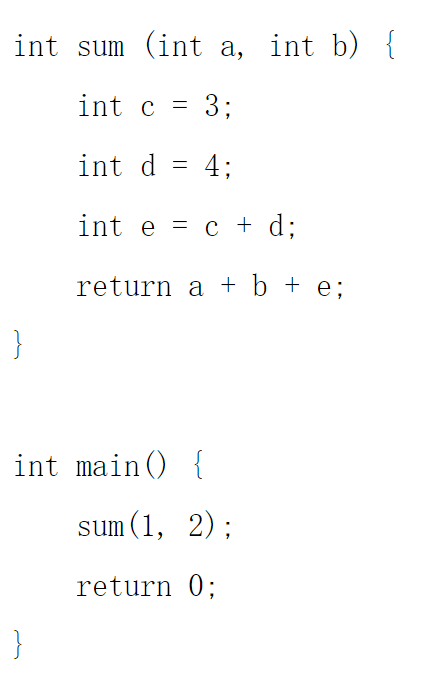 int sum (int a, int b) {
    int c = 3;
    int d = 4;
    int e = c + d;
    return a + b + e;
}

int main() {
    sum(1, 2);
    return 0;
}